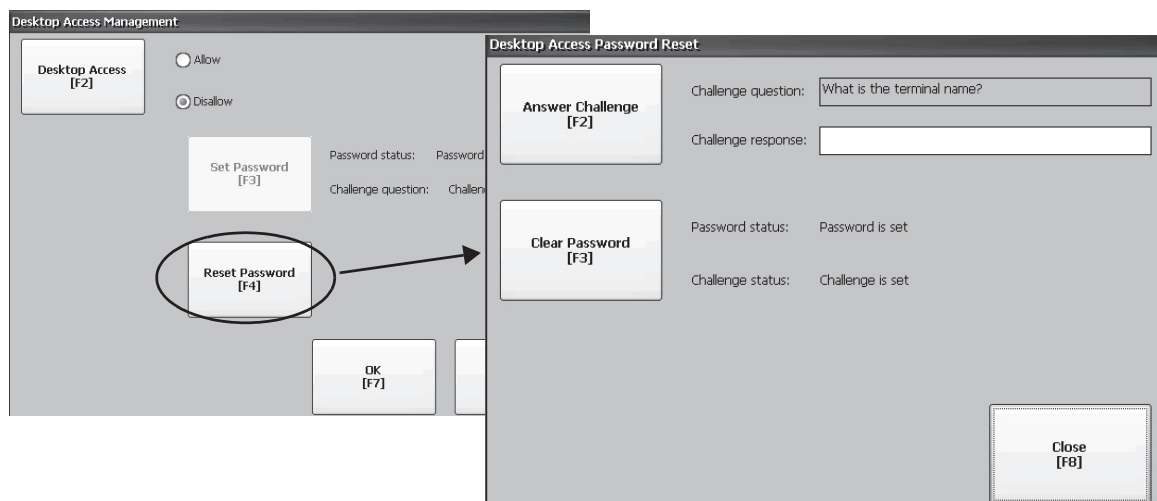 Desktop Access Management
Desktop Access
[F2]
Allow
Disallow
Set Password
[F3]
Password status: Password
Challenge question:
Reset Password
[F4]
OK
[F7]
Desktop Access Password Reset
Answer Challenge
[F2]
Challenge question: What is the terminal name?
Challenge response:
Clear Password
[F3]
Password status: Password is set
Challenge status: Challenge is set
Close
[F8]